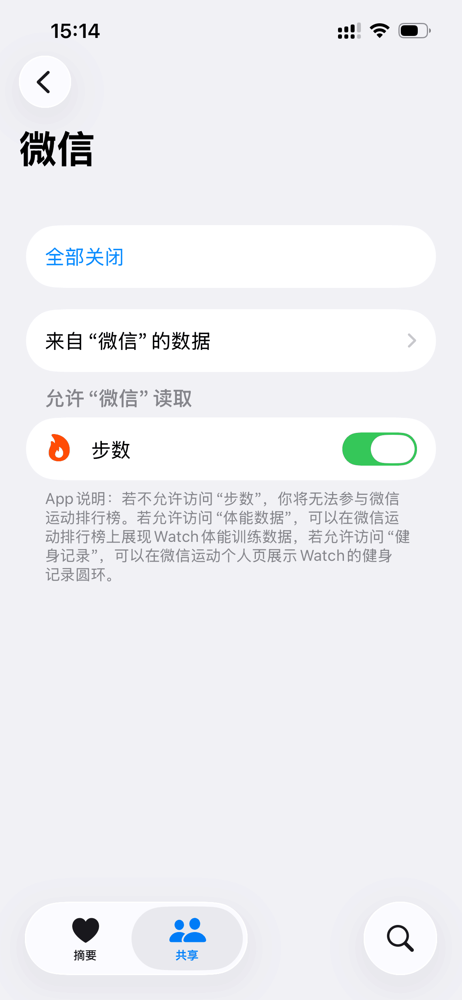 15:14
微信
全部关闭
来自 “微信” 的数据
允许 “微信” 读取
步数
App 说明：若不允许访问 “步数”，你将无法参与微信
运动排行榜。若允许访问 “体能数据”，可以在微信运
动排行榜上展现 Watch 体能训练数据，若允许访问 “健
身记录”，可以在微信运动个人页展示 Watch 的健身
记录圆环。
摘要
共享